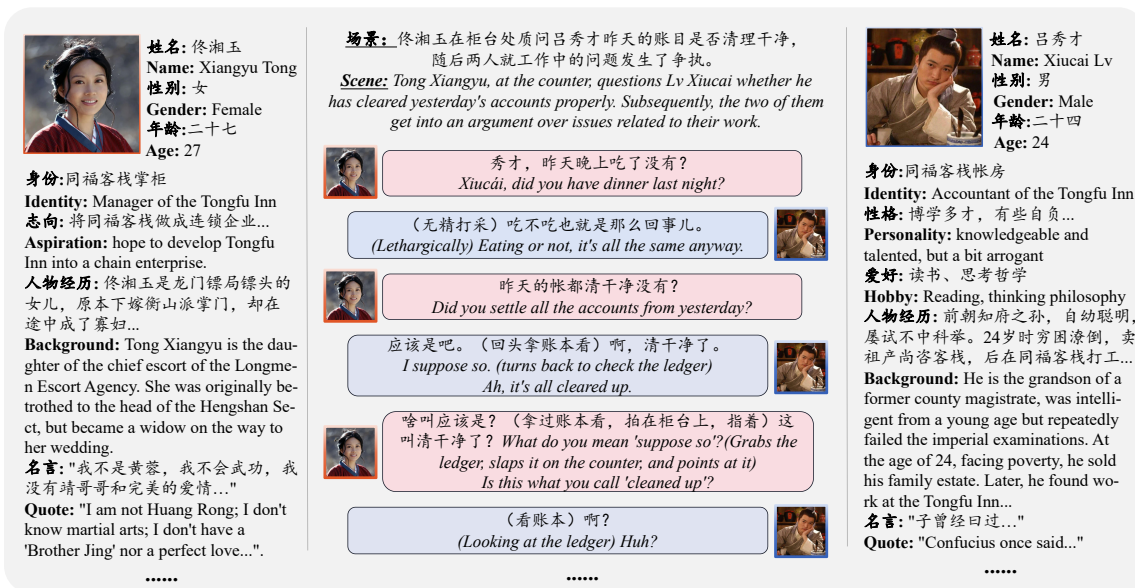 姓名: 佟湘玉
Name: Xiangyu Tong
性别: 女
Gender: Female
年龄:二十七
Age: 27
身份:同福客栈掌柜
Identity: Manager of the Tongfu
Inn
志向: 将同福客栈做成连锁企业...
Aspiration: hope to develop Tongfu
Inn into a chain enterprise.
人物经历: 佟湘玉是龙门镖局镖头的
女儿，原本下嫁衡山派掌门，却在
途中成了寡妇...
Background: Tong Xiangyu is the dau-
ghter of the chief escort of the Longme-
n Escort Agency. She was originally be-
trothed to the head of the Hengshan Se-
ct, but became a widow on the way to
her wedding.
名言: "我不是黄蓉，我不会武功，我
没有靖哥哥和完美的爱情…"
Quote: "I am not Huang Rong; I don't
know martial arts; I don't have a
'Brother Jing' nor a perfect love...".
......
场景：佟湘玉在柜台处质问吕秀才昨天的账目是否清理干净，
随后两人就工作中的问题发生了争执。
Scene: Tong Xiangyu, at the counter, questions Lv Xiucai whether he
has cleared yesterday's accounts properly. Subsequently, the two of them
get into an argument over issues related to their work.
秀才，昨天晚上吃了没有？
Xiucái, did you have dinner last night?
（无精打采）吃不吃也就是那么回事儿。
(Lethargically) Eating or not, it's all the same anyway.
昨天的帐都清干净没有？
Did you settle all the accounts from yesterday?
应该是吧。（回头拿账本看）啊，清干净了。
I suppose so. (turns back to check the ledger)
Ah, it's all cleared up.
啥叫应该是？（拿过账本看，拍在柜台上，指着）这
叫清干净了？What do you mean 'suppose so'?(Grabs the
ledger, slaps it on the counter, and points at it)
Is this what you call 'cleaned up'?
（看账本）啊？
(Looking at the ledger) Huh?
......
姓名: 吕秀才
Name: Xiucai Lv
性别: 男
Gender: Male
年龄:二十四
Age: 24
身份:同福客栈帐房
Identity: Accountant of the Tongfu Inn
性格: 博学多才，有些自负...
Personality: knowledgeable and
talented, but a bit arrogant
爱好: 读书、思考哲学
Hobby: Reading, thinking philosophy
人物经历: 前朝知府之孙，自幼聪明，
屡试不中科举。24岁时穷困潦倒，卖
祖产尚咨客栈，后在同福客栈打工...
Background: He is the grandson of a
former county magistrate, was intelli-
gent from a young age but repeatedly
failed the imperial examinations. At
the age of 24, facing poverty, he sold
his family estate. Later, he found wo-
rk at the Tongfu Inn...
名言: "子曾经曰过…"
Quote: "Confucius once said..."
......